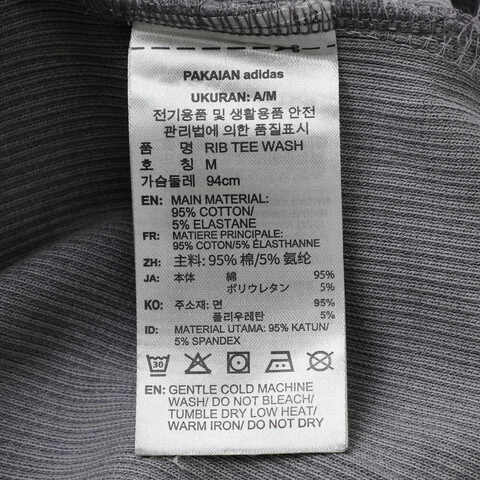 PAKAIAN adidas
UKURAN: A/M
전기용품 및 생활용품 안전
관리법에 의한 품질표시
품 명 RIB TEE WASH
호 칭 M
가슴둘레 94cm
EN: MAIN MATERIAL:
95% COTTON/
5% ELASTANE
FR: MATIERE PRINCIPALE:
95% COTON/5% ELASTHANNE
ZH: 主料: 95% 棉/5% 氨纶
JA: 本体 綿 95%
ポリウレタン 5%
KO: 주소재: 면 95%
폴리우레탄 5%
ID: MATERIAL UTAMA: 95% KATUN/
5% SPANDEX
30
EN: GENTLE COLD MACHINE
WASH/ DO NOT BLEACH/
TUMBLE DRY LOW HEAT/
WARM IRON/ DO NOT DRY